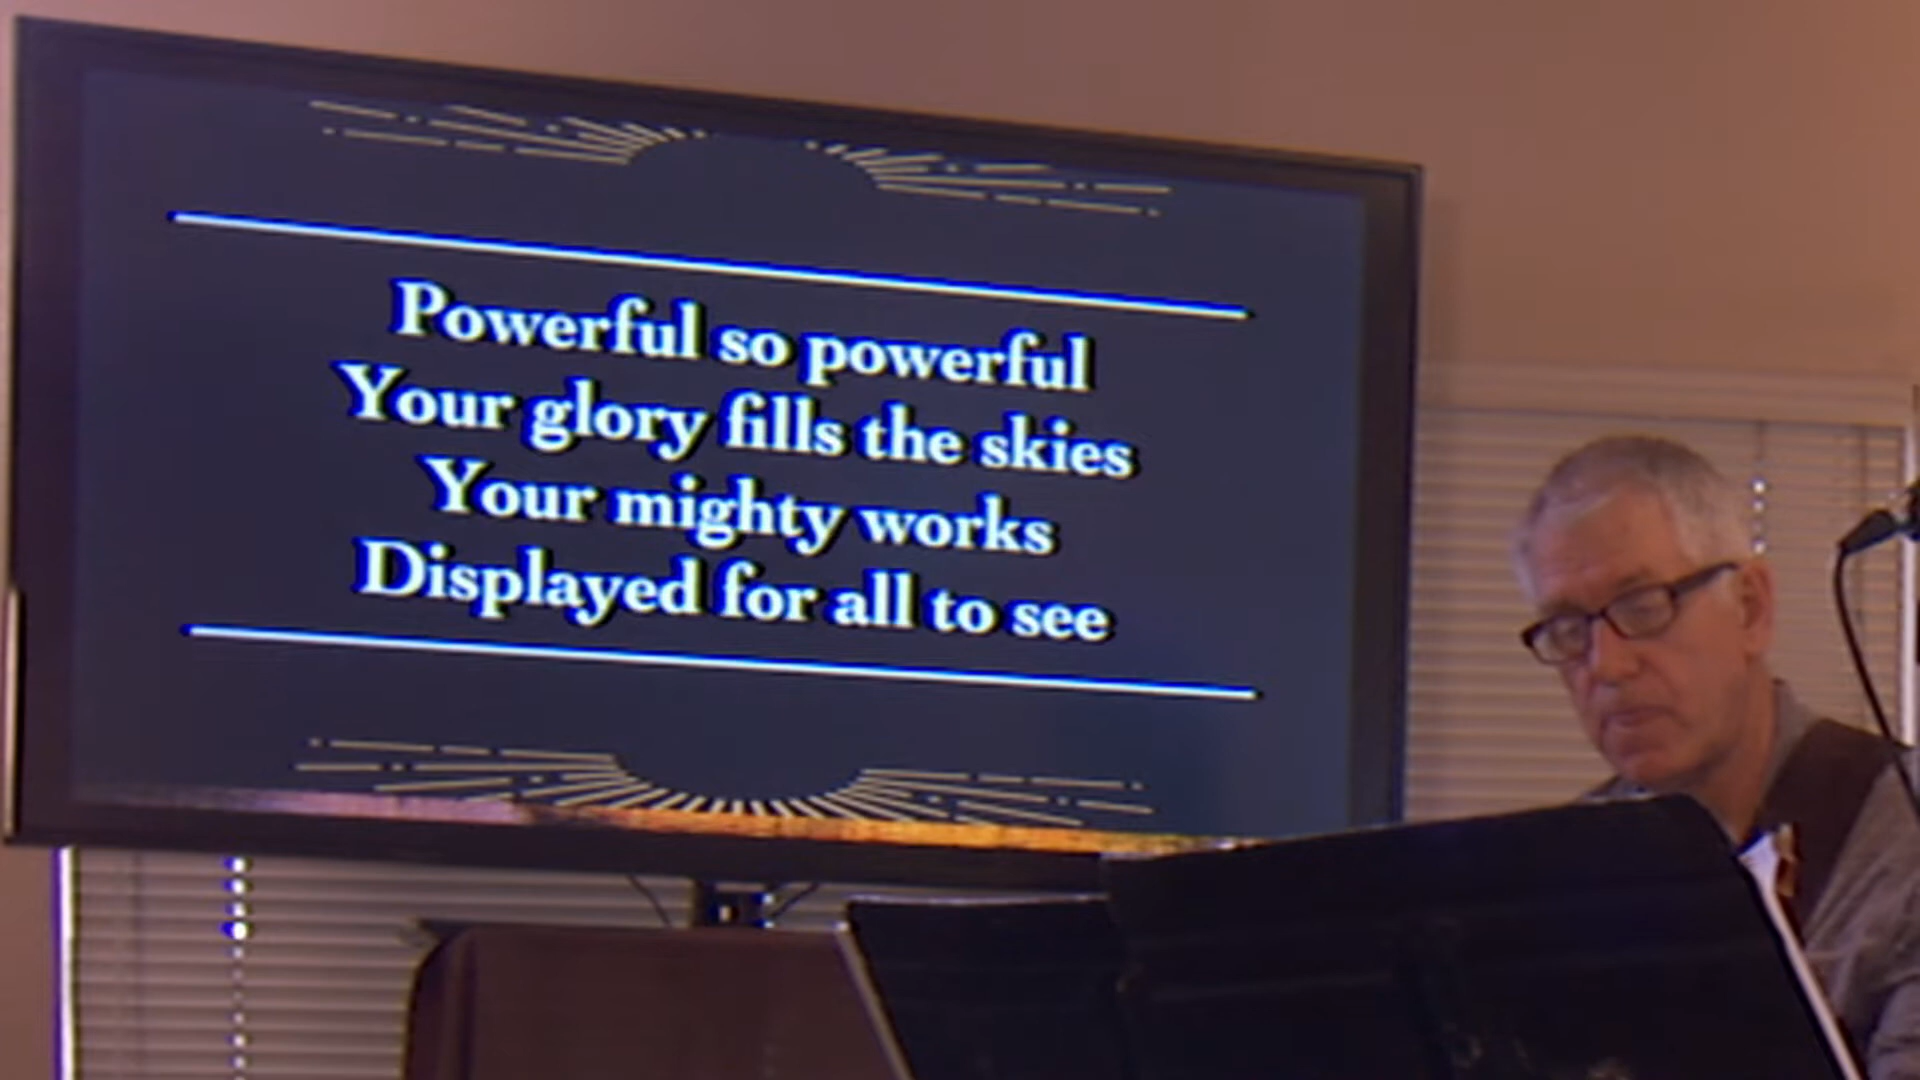 Powerful so powerful
Your glory fills the skies
Your mighty works
Displayed for all to see